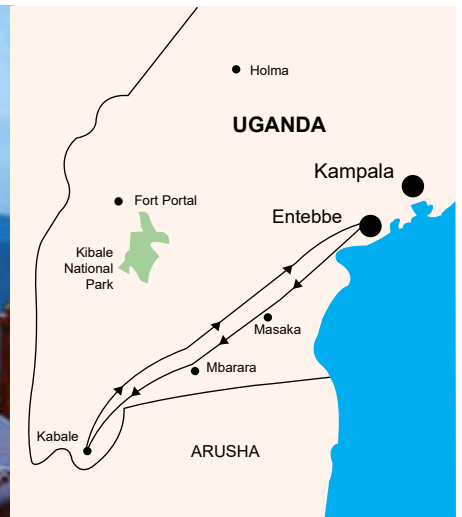 Holma
UGANDA
Kampala
Fort Portal
Entebbe
Kibale
National
Park
Masaka
Mbarara
Kabale
ARUSHA